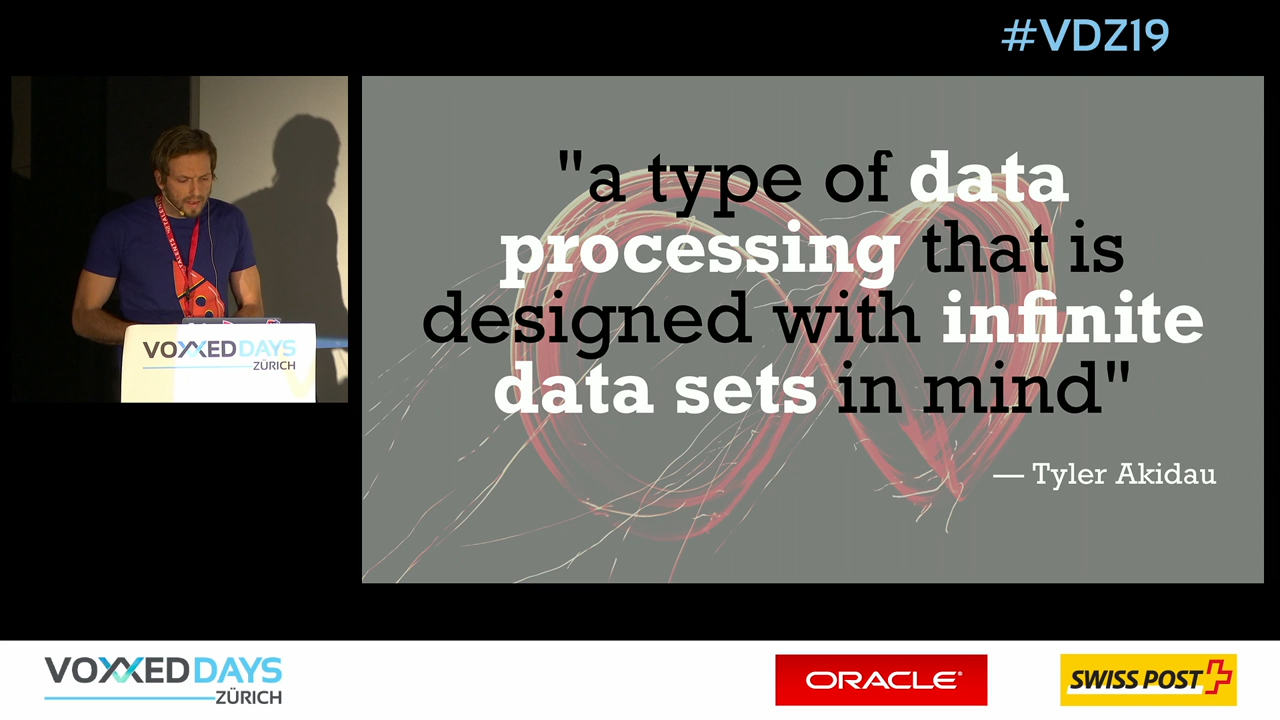 #VDZ19
"a type of data
processing that is
designed with infinite
data sets in mind"
— Tyler Akidau
VOXXED DAYS
ZÜRICH
VOXXED DAYS
ZÜRICH
ORACLE
SWISS POST